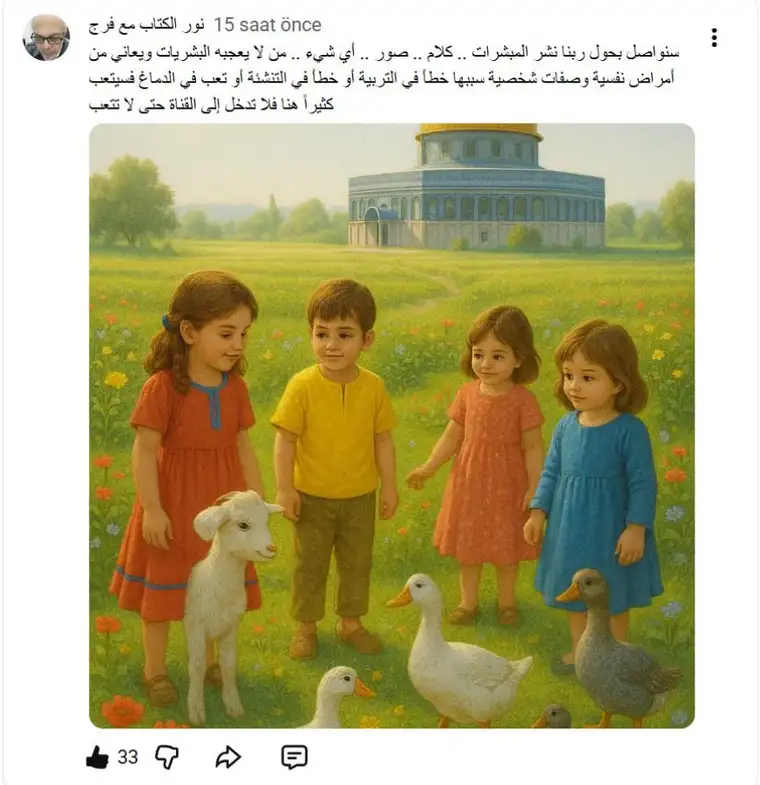 نور الكتاب مع فرج 15 saat önce
سنواصل بحول ربنا نشر المبشرات .. كلام .. صور .. أي شيء .. من لا يعجبه البشريات ويعاني من
أمراض نفسية وصفات شخصية سببها خطأ في التربية أو خطأ في التنشئة أو تعب في الدماغ فسيتعب
كثيراً هنا فلا تدخل إلى القناة حتى لا تتعب
33